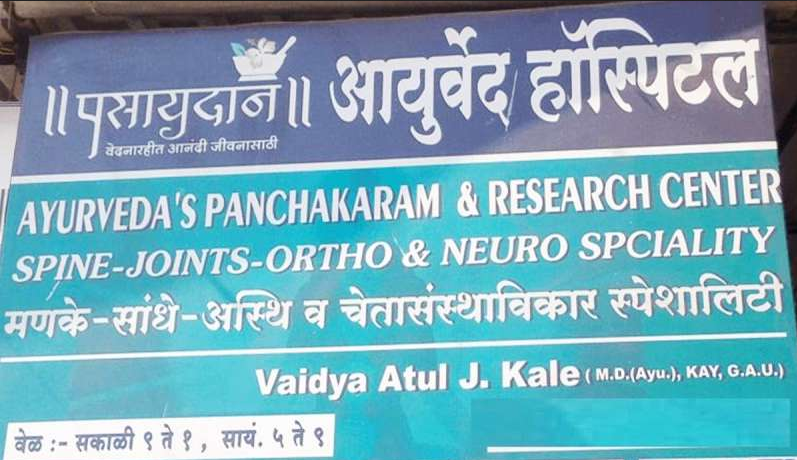 ॥पसायदान॥ आयुर्वेद हॉस्पिटल
वेदनारहीत आनंदी जीवनासाठी
AYURVEDA'S PANCHAKARAM & RESEARCH CENTER
SPINE-JOINTS-ORTHO & NEURO SPCIALITY
मणके-सांधे-अस्थि व चेतासंस्थाविकार स्पेशालिटी
Vaidya Atul J. Kale ( M.D.(Ayu.), KAY, G.A.U.)
वेळ :- सकाळी ९ ते १, सायं. ५ ते ९